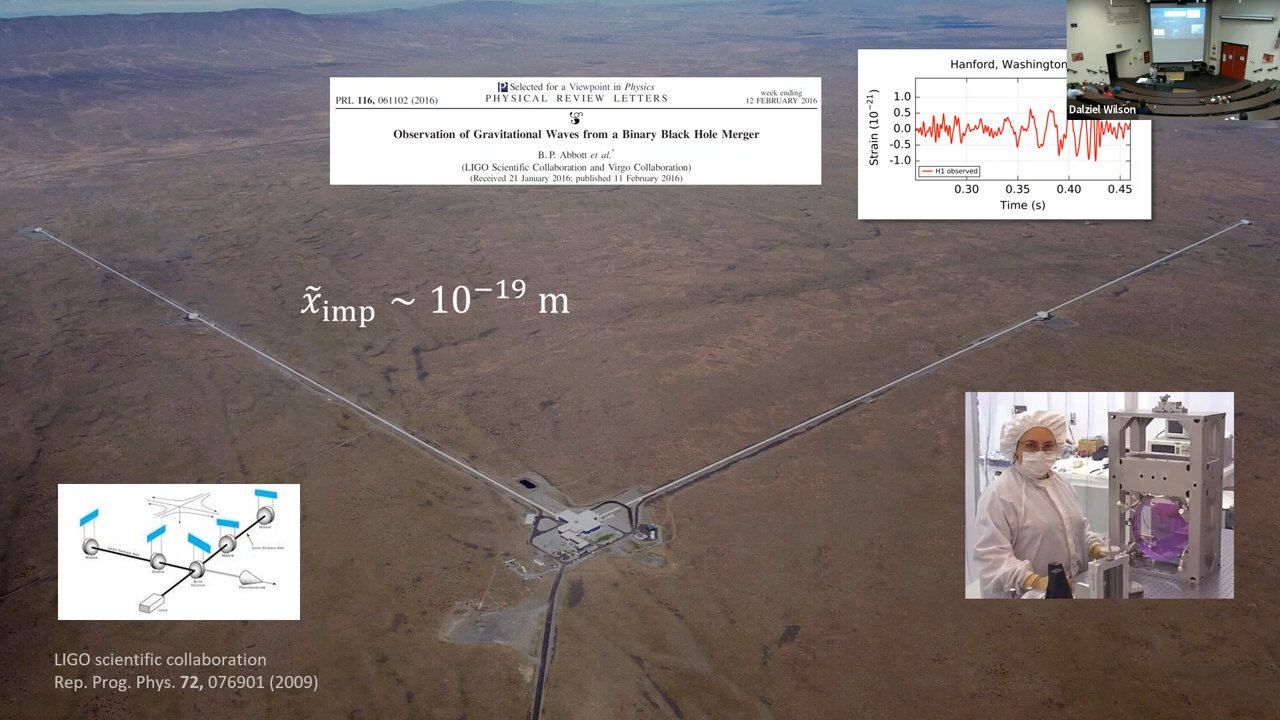 Selected for a Viewpoint in Physics
PRL 116, 061102 (2016)
PHYSICAL REVIEW LETTERS
week ending
12 FEBRUARY 2016
Observation of Gravitational Waves from a Binary Black Hole Merger
B. P. Abbott et al.*
(LIGO Scientific Collaboration and Virgo Collaboration)
(Received 21 January 2016; published 11 February 2016)
Hanford, Washington
Strain (10⁻²¹)
1.0
0.5
0.0
-0.5
-1.0
H1 observed
0.30 0.35 0.40 0.45
Time (s)
Dalziel Wilson
x̃imp ~ 10⁻¹⁹ m
LIGO scientific collaboration
Rep. Prog. Phys. 72, 076901 (2009)